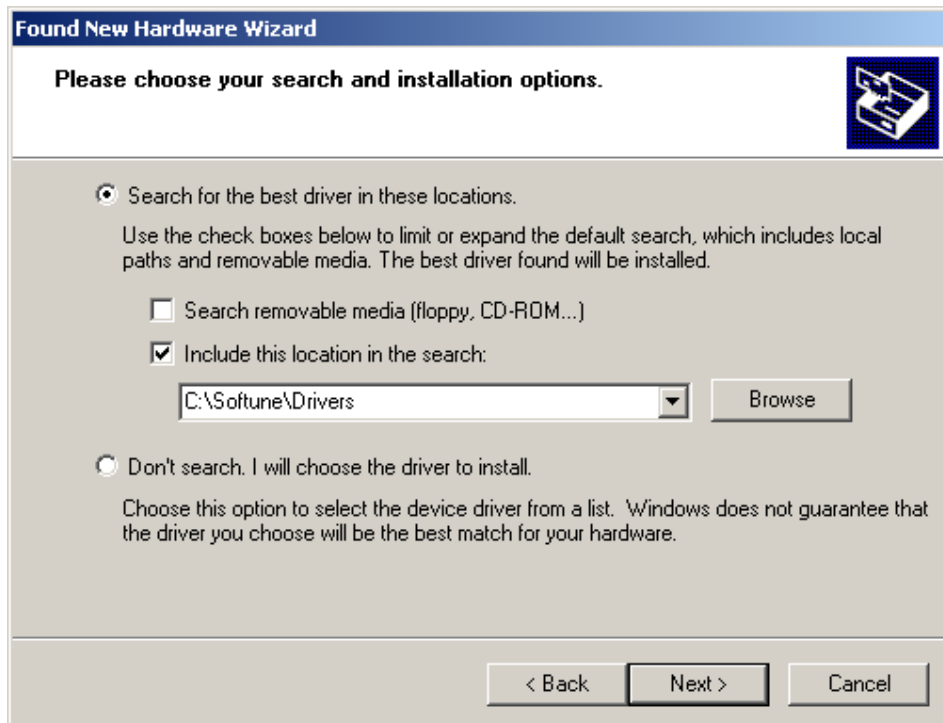 Found New Hardware Wizard
Please choose your search and installation options.
Search for the best driver in these locations.
Use the check boxes below to limit or expand the default search, which includes local
paths and removable media. The best driver found will be installed.
Search removable media (floppy, CD-ROM...)
Include this location in the search:
C:\Softune\Drivers
Browse
Don't search. I will choose the driver to install.
Choose this option to select the device driver from a list.  Windows does not guarantee that
the driver you choose will be the best match for your hardware.
< Back
Next >
Cancel